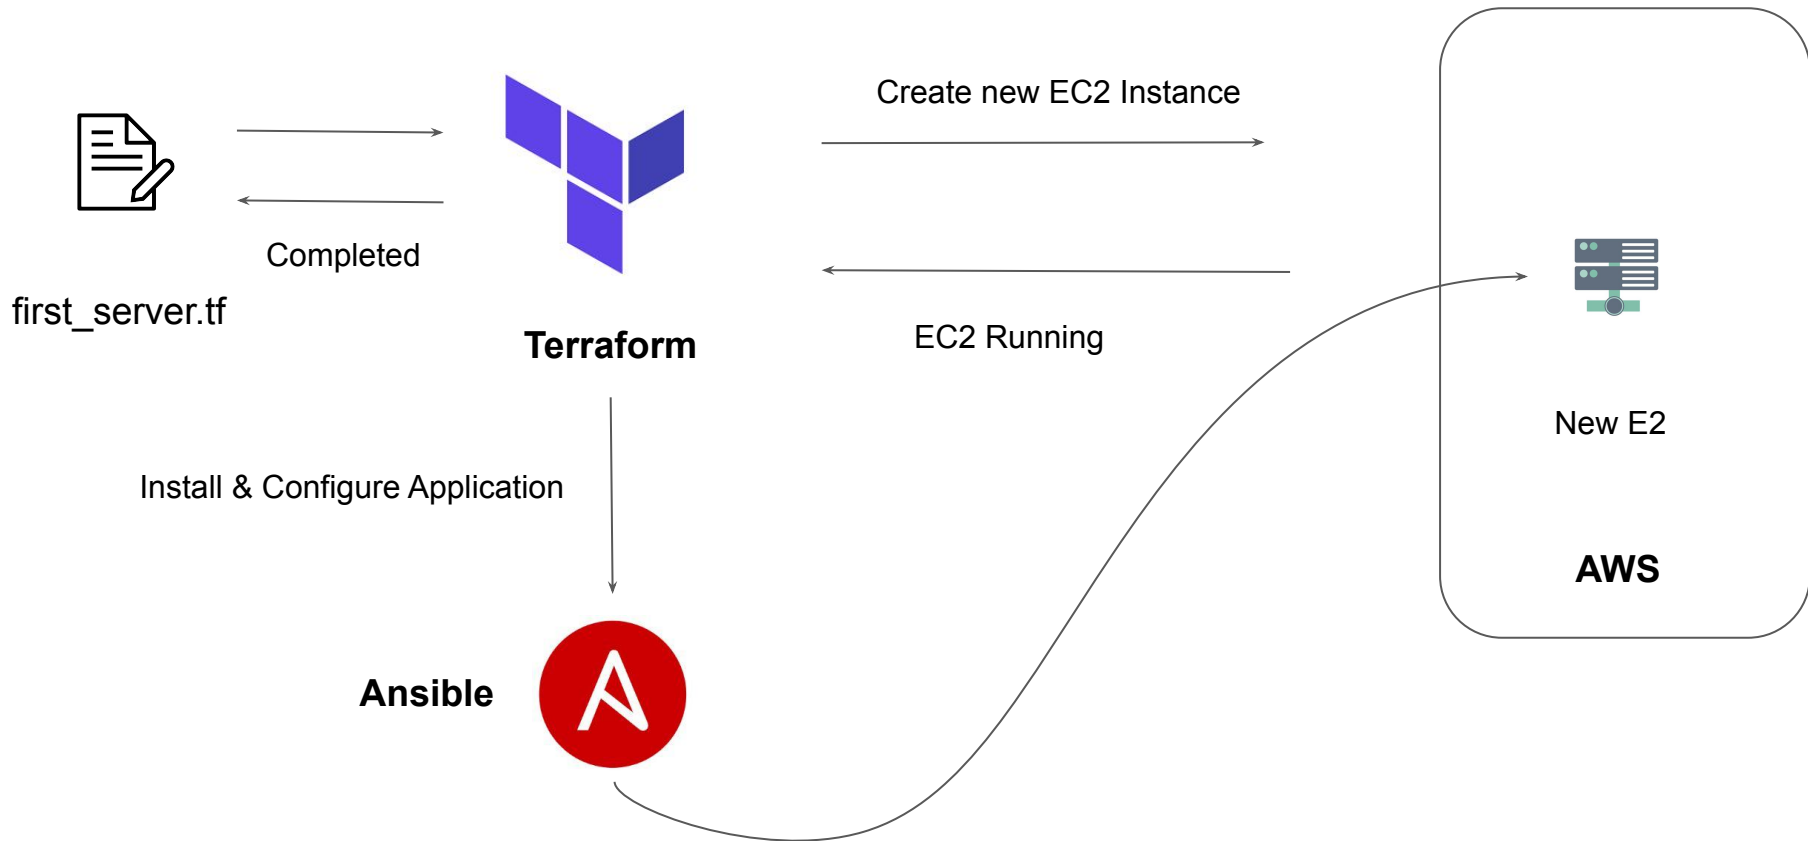 Create new EC2 Instance
Completed
first_server.tf
Terraform
EC2 Running
New E2
Install & Configure Application
AWS
Ansible